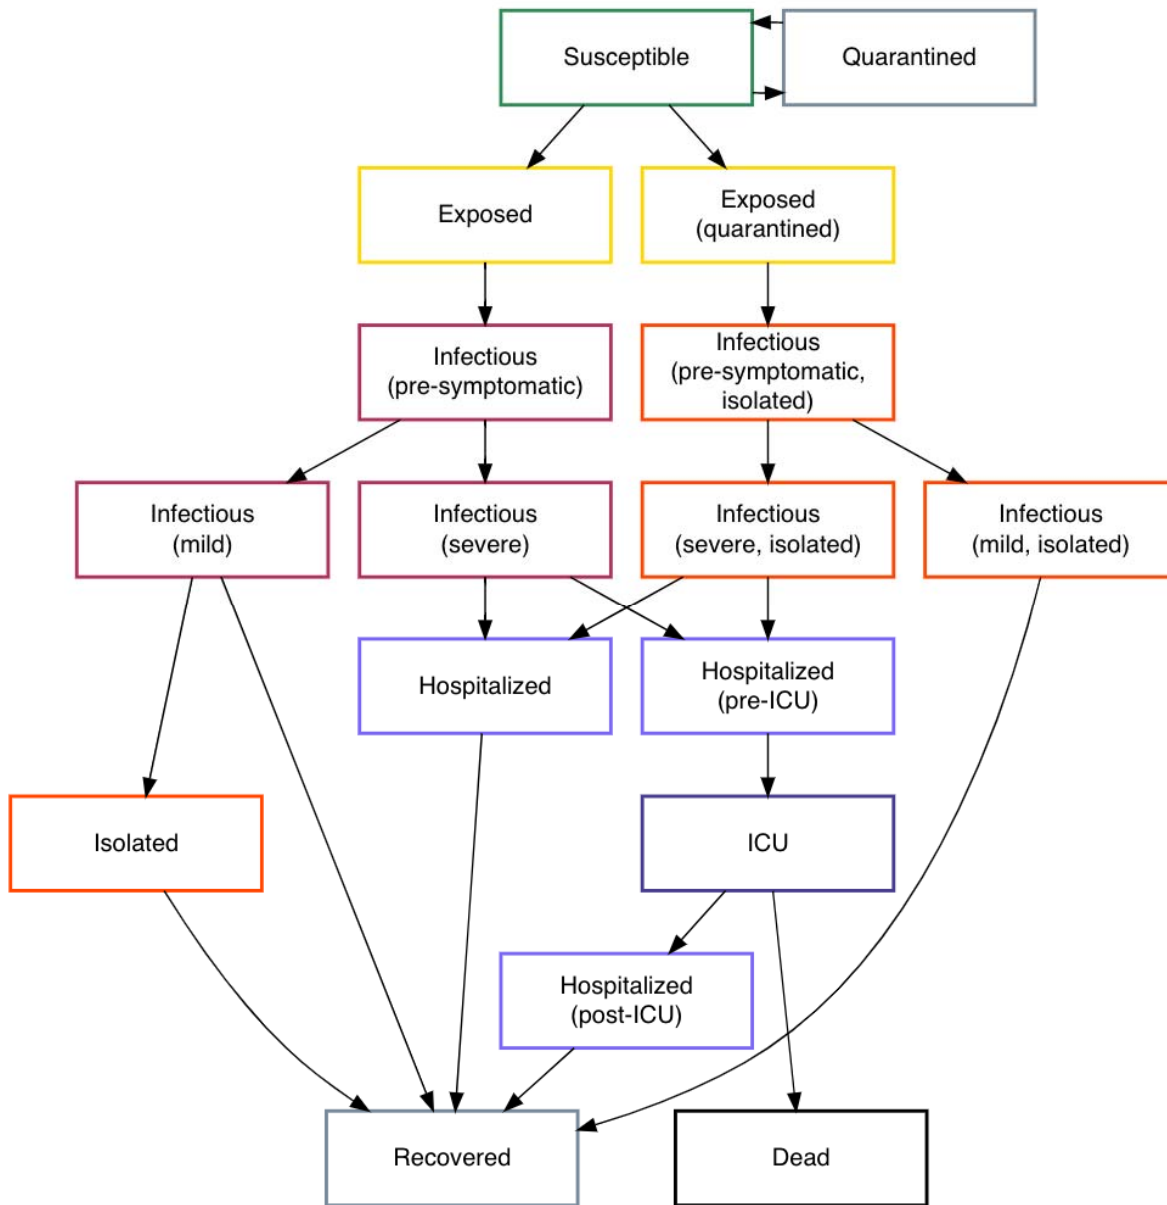 Susceptible
Quarantined
Exposed
Exposed
(quarantined)
Infectious
(pre-symptomatic)
Infectious
(pre-symptomatic,
isolated)
Infectious
(mild)
Infectious
(severe)
Infectious
(severe, isolated)
Infectious
(mild, isolated)
Hospitalized
Hospitalized
(pre-ICU)
Isolated
ICU
Hospitalized
(post-ICU)
Recovered
Dead